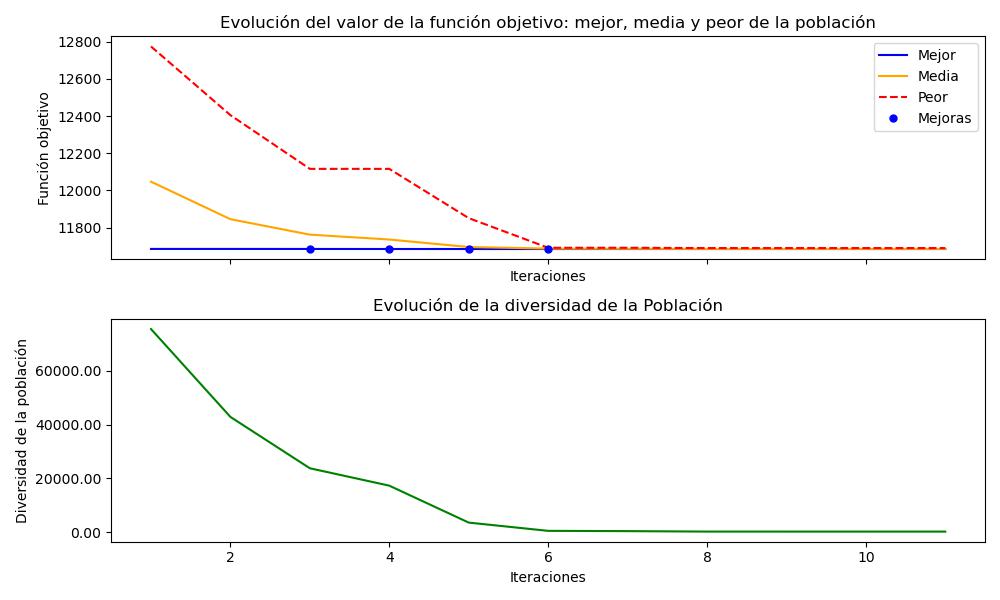 Evolución del valor de la función objetivo: mejor, media y peor de la población
12800
12600
12400
12200
12000
11800
Función objetivo
Mejor
Media
Peor
Mejoras
Iteraciones
Evolución de la diversidad de la Población
60000.00
40000.00
20000.00
0.00
Diversidad de la población
2 4 6 8 10
Iteraciones